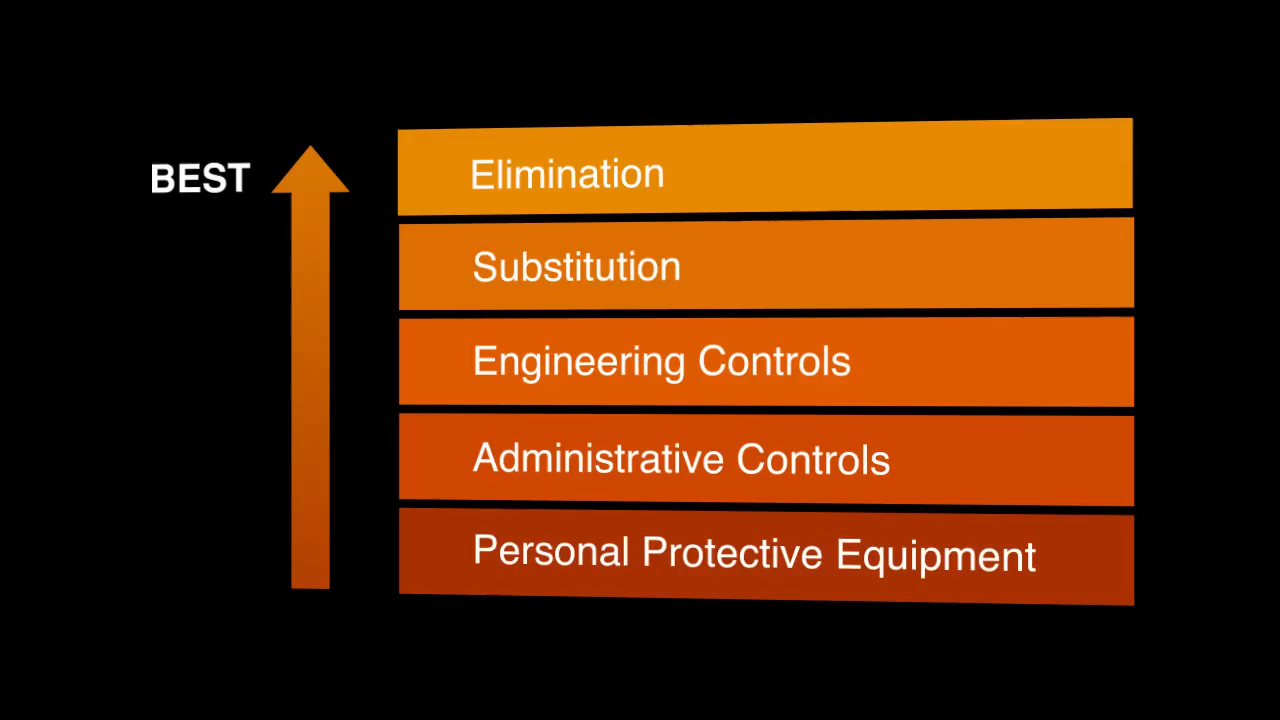 BEST
Elimination
Substitution
Engineering Controls
Administrative Controls
Personal Protective Equipment